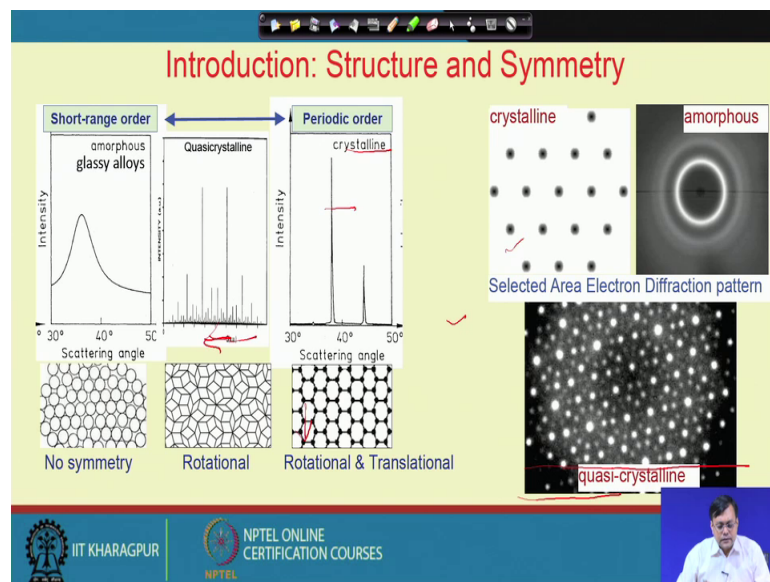 Introduction: Structure and Symmetry
Short-range order
Periodic order
amorphous
glassy alloys
Quasicrystalline
crystalline
Intensity
Intensity
30°
40°
30°
40°
50°
Scattering angle
Scattering angle
No symmetry
Rotational
Rotational & Translational
crystalline
amorphous
Selected Area Electron Diffraction pattern
quasi-crystalline
IIT KHARAGPUR
NPTEL
NPTEL ONLINE
CERTIFICATION COURSES